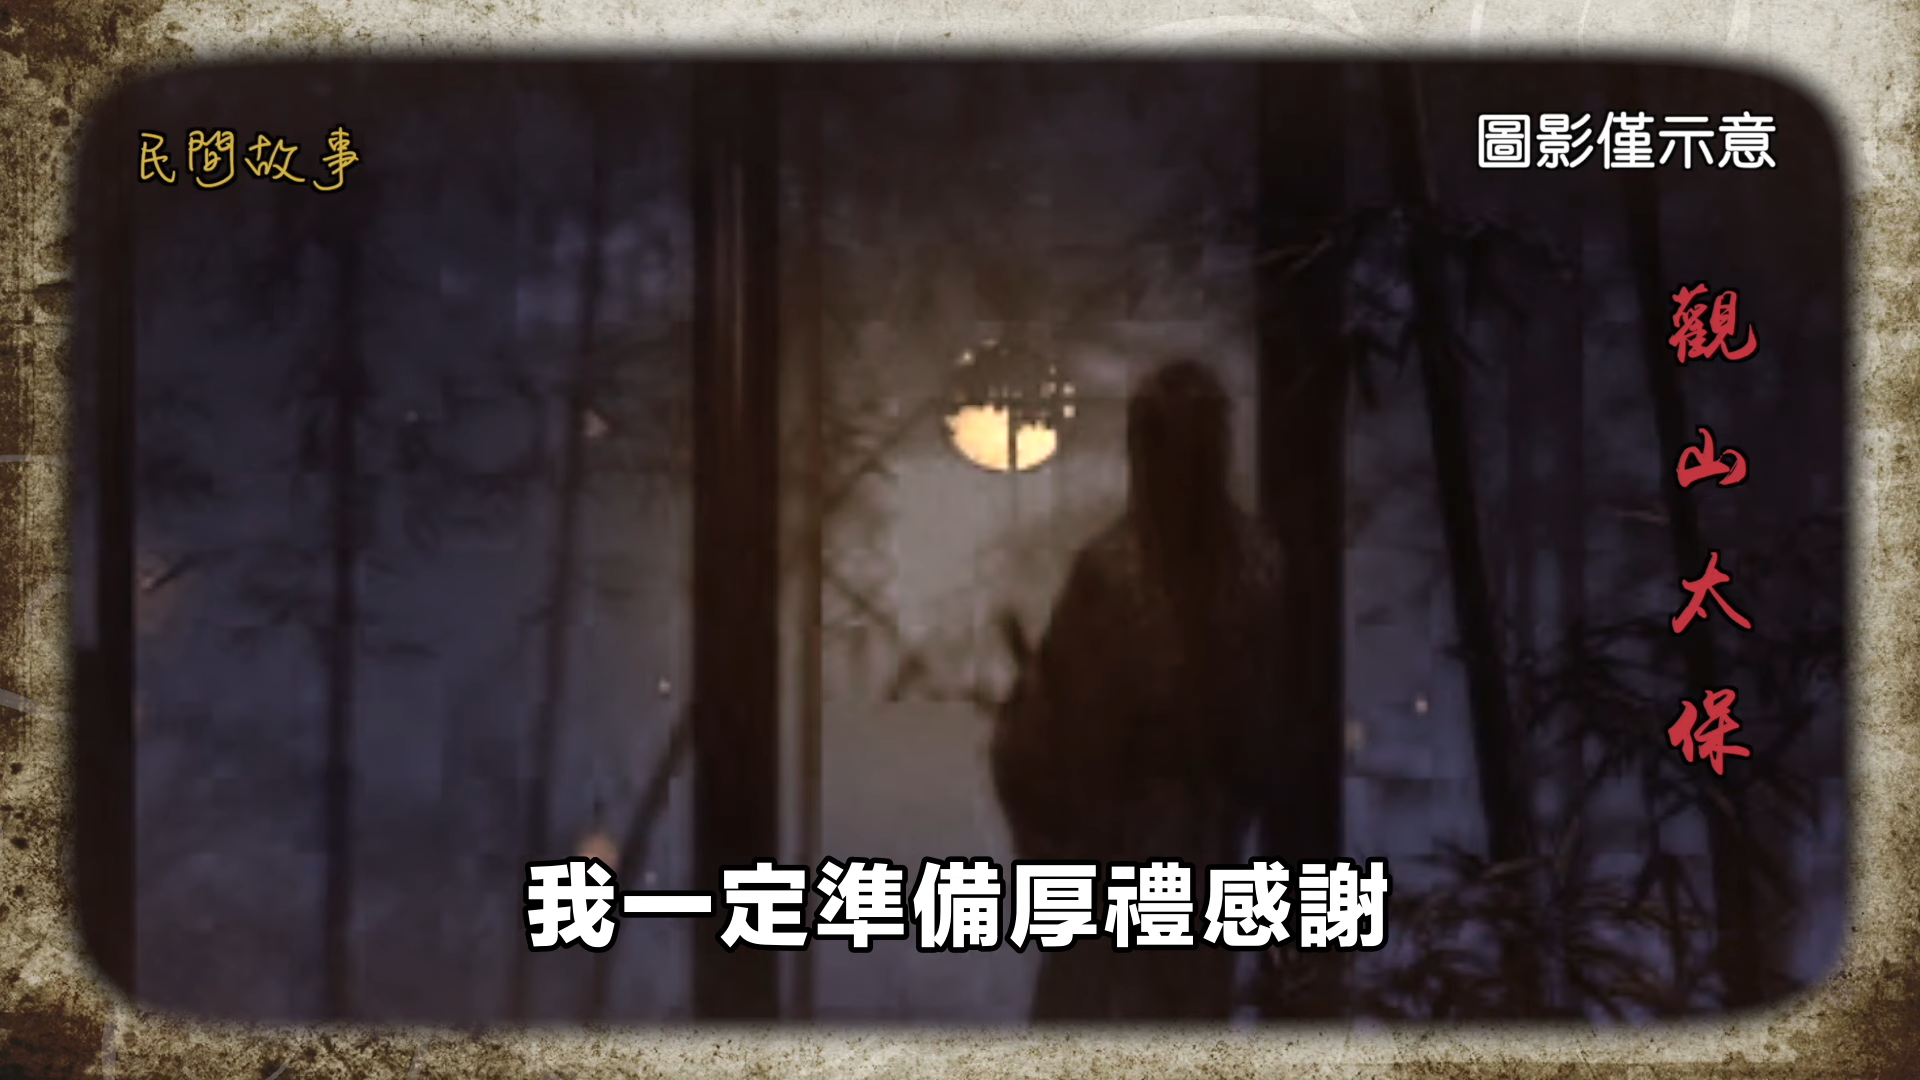 民間故事
圖影僅示意
觀山太保
我一定準備厚禮感謝